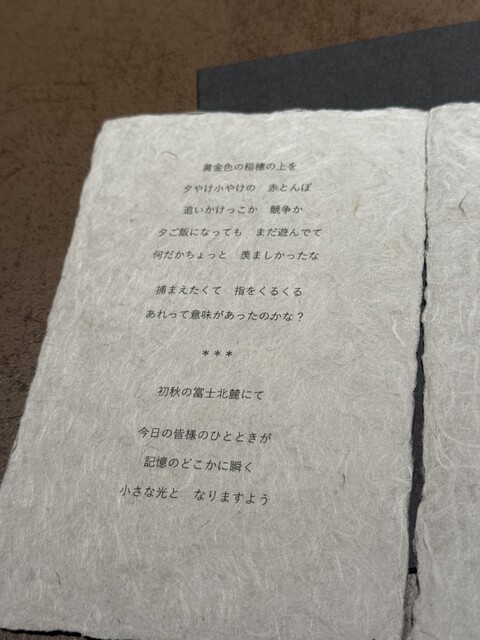 黄金色の稲穂の上を
夕やけ小やけの　赤とんぼ
追いかけっこか　競争か
夕ご飯になっても　まだ遊んでて
何だかちょっと　羨ましかったな
捕まえたくて　指をくるくる
あれって意味があったのかな？
***
初秋の富士北麓にて
今日の皆様のひとときが
記憶のどこかに瞬く
小さな光と　なりますよう